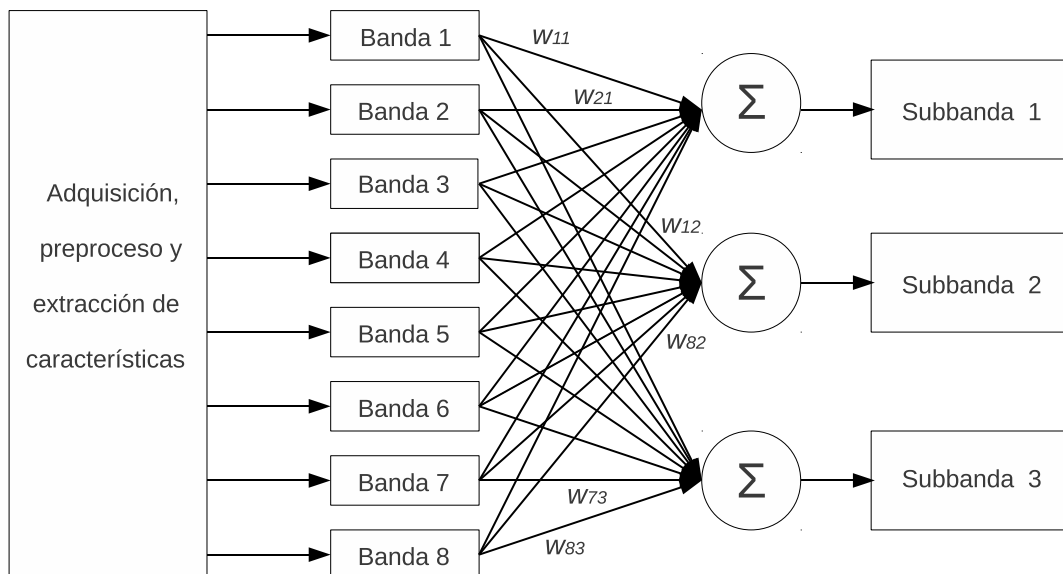 Adquisición,
preproceso y
extracción de
característícas
Banda 1
Banda 2
Banda 3
Banda 4
Banda 5
Banda 6
Banda 7
Banda 8
w11
w21
w12
w82
w73
w83
Σ
Σ
Σ
Subbanda 1
Subbanda 2
Subbanda 3